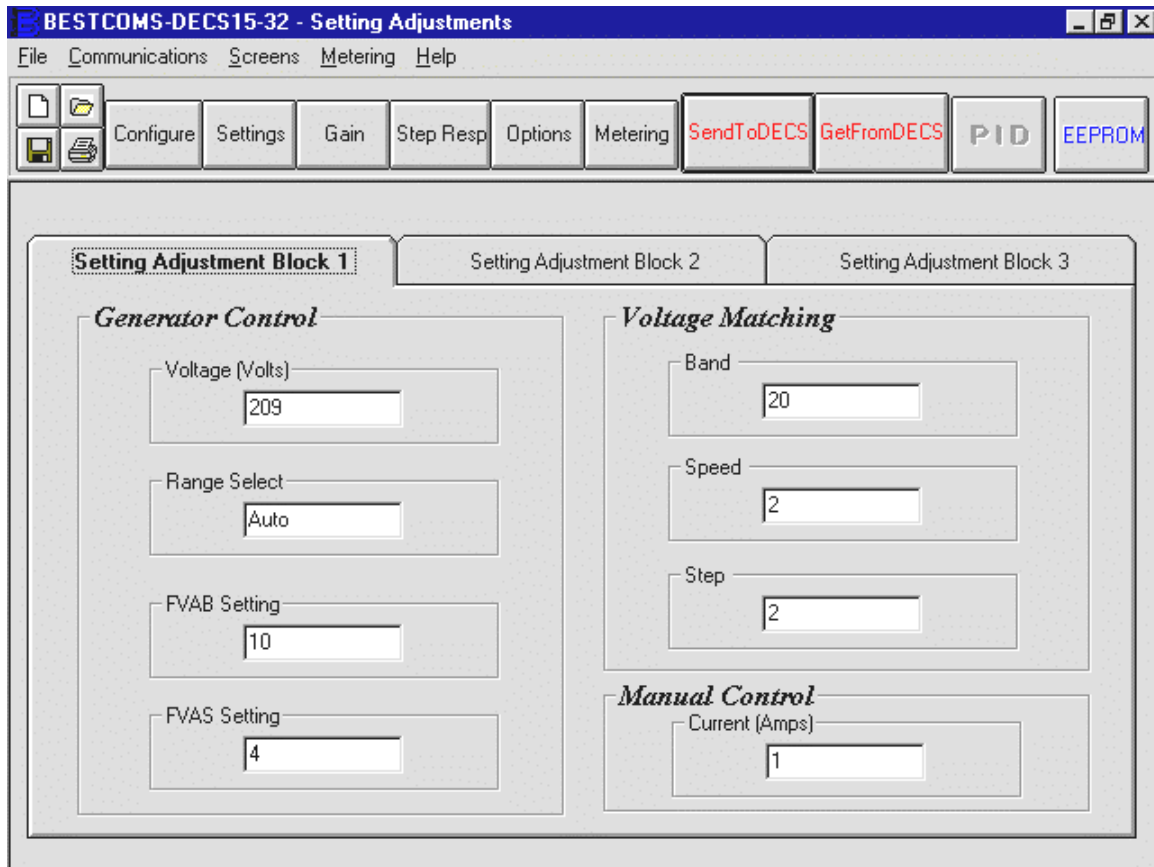 BESTCOMS-DECS15-32 - Setting Adjustments
File Communications Screens Metering Help
Configure Settings Gain Step Resp Options Metering SendToDECS GetFromDECS PID EEPROM
Setting Adjustment Block 1 Setting Adjustment Block 2 Setting Adjustment Block 3
Generator Control
Voltage (Volts)
209
Range Select
Auto
FVAB Setting
10
FVAS Setting
4
Voltage Matching
Band
20
Speed
2
Step
2
Manual Control
Current (Amps)
1